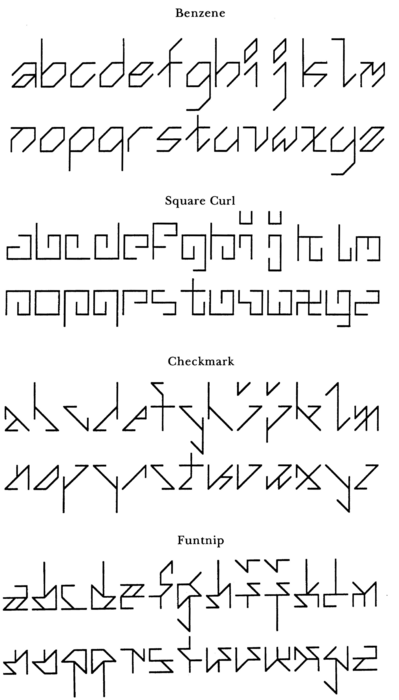 Benzene
abcdefghijklm
nopqrstuvwxyz
Square Curl
abcdefghijklm
nopqrstuvwxyz
Checkmark
abcdefghijklm
nopqrstuvwxyz
Funtnip
abcdefghijklm
nopqrstuvwxyz